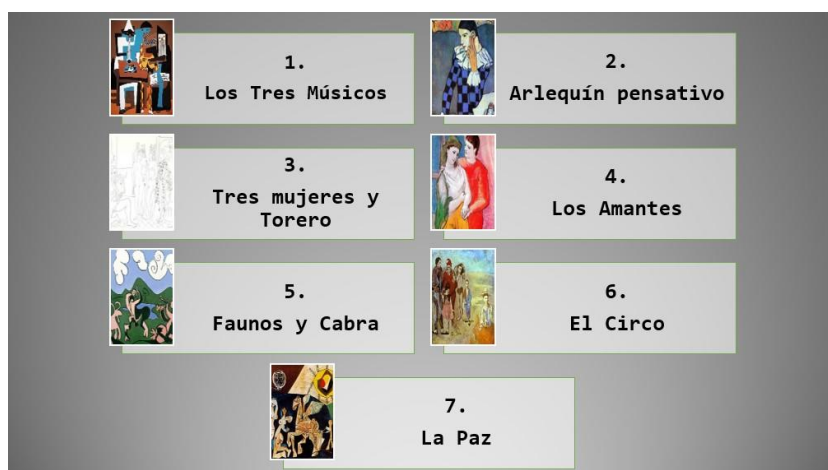 1.
Los Tres Músicos
2.
Arlequín pensativo
3.
Tres mujeres y
Torero
4.
Los Amantes
5.
Faunos y Cabra
6.
El Circo
7.
La Paz